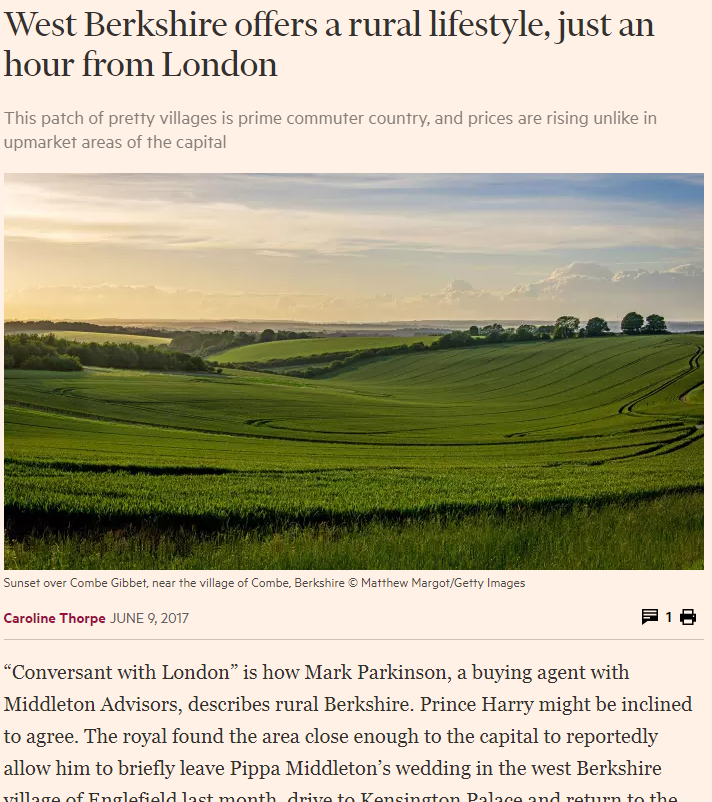 West Berkshire offers a rural lifestyle, just an
hour from London
This patch of pretty villages is prime commuter country, and prices are rising unlike in
upmarket areas of the capital
Sunset over Combe Gibbet, near the village of Combe, Berkshire © Matthew Margot/Getty Images
Caroline Thorpe JUNE 9, 2017
1
“Conversant with London” is how Mark Parkinson, a buying agent with
Middleton Advisors, describes rural Berkshire. Prince Harry might be inclined
to agree. The royal found the area close enough to the capital to reportedly
allow him to briefly leave Pippa Middleton’s wedding in the west Berkshire
village of Englefield last month, drive to Kensington Palace and return to the